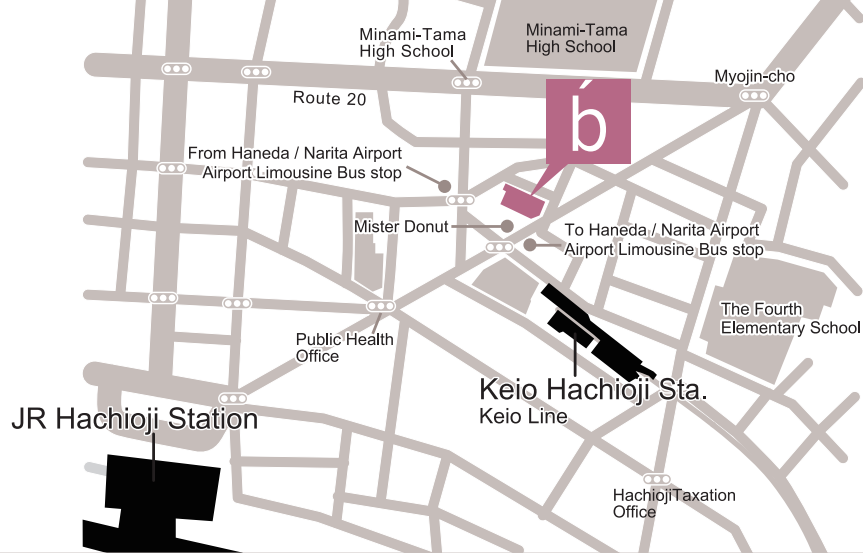 Minami-Tama
High School
Minami-Tama
High School
Myojin-cho
Route 20
b́
From Haneda / Narita Airport
Airport Limousine Bus stop
Mister Donut
To Haneda / Narita Airport
Airport Limousine Bus stop
The Fourth
Elementary School
Public Health
Office
Keio Hachioji Sta.
Keio Line
JR Hachioji Station
HachiojiTaxation
Office